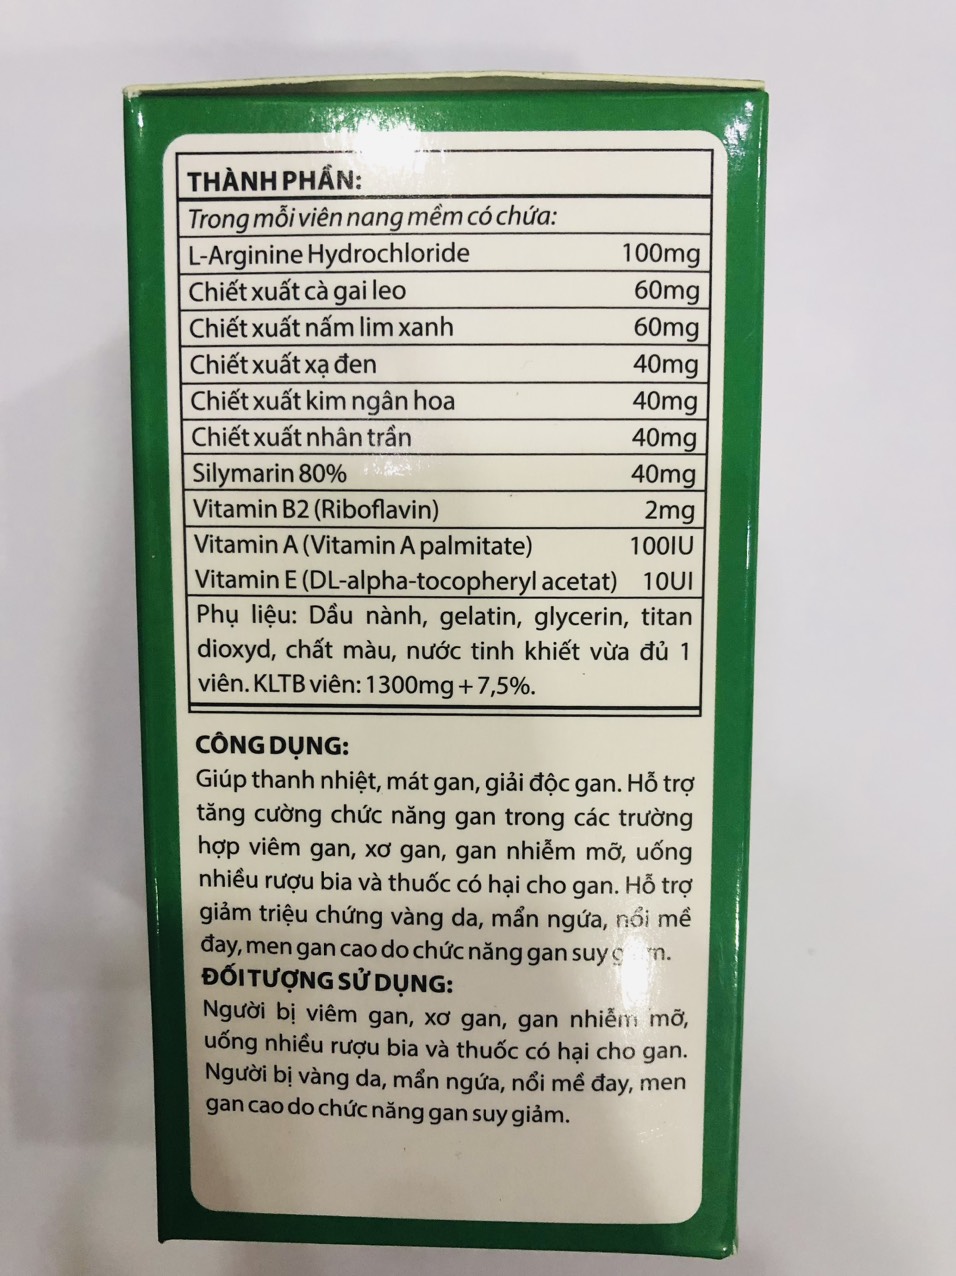 THÀNH PHẦN:
Trong mỗi viên nang mềm có chứa:
L-Arginine Hydrochloride 100mg
Chiết xuất cà gai leo 60mg
Chiết xuất nấm lim xanh 60mg
Chiết xuất xạ đen 40mg
Chiết xuất kim ngân hoa 40mg
Chiết xuất nhân trần 40mg
Silymarin 80% 40mg
Vitamin B2 (Riboflavin) 2mg
Vitamin A (Vitamin A palmitate) 100IU
Vitamin E (DL-alpha-tocopheryl acetat) 10UI
Phụ liệu: Dầu nành, gelatin, glycerin, titan
dioxyd, chất màu, nước tinh khiết vừa đủ 1
viên. KLTB viên: 1300mg + 7,5%.
CÔNG DỤNG:
Giúp thanh nhiệt, mát gan, giải độc gan. Hỗ trợ
tăng cường chức năng gan trong các trường
hợp viêm gan, xơ gan, gan nhiễm mỡ, uống
nhiều rượu bia và thuốc có hại cho gan. Hỗ trợ
giảm triệu chứng vàng da, mẩn ngứa, nổi mề
đay, men gan cao do chức năng gan suy
ĐỐI TƯỢNG SỬ DỤNG:
Người bị viêm gan, xơ gan, gan nhiễm mỡ,
uống nhiều rượu bia và thuốc có hại cho gan.
Người bị vàng da, mẩn ngứa, nổi mề đay, men
gan cao do chức năng gan suy giảm.